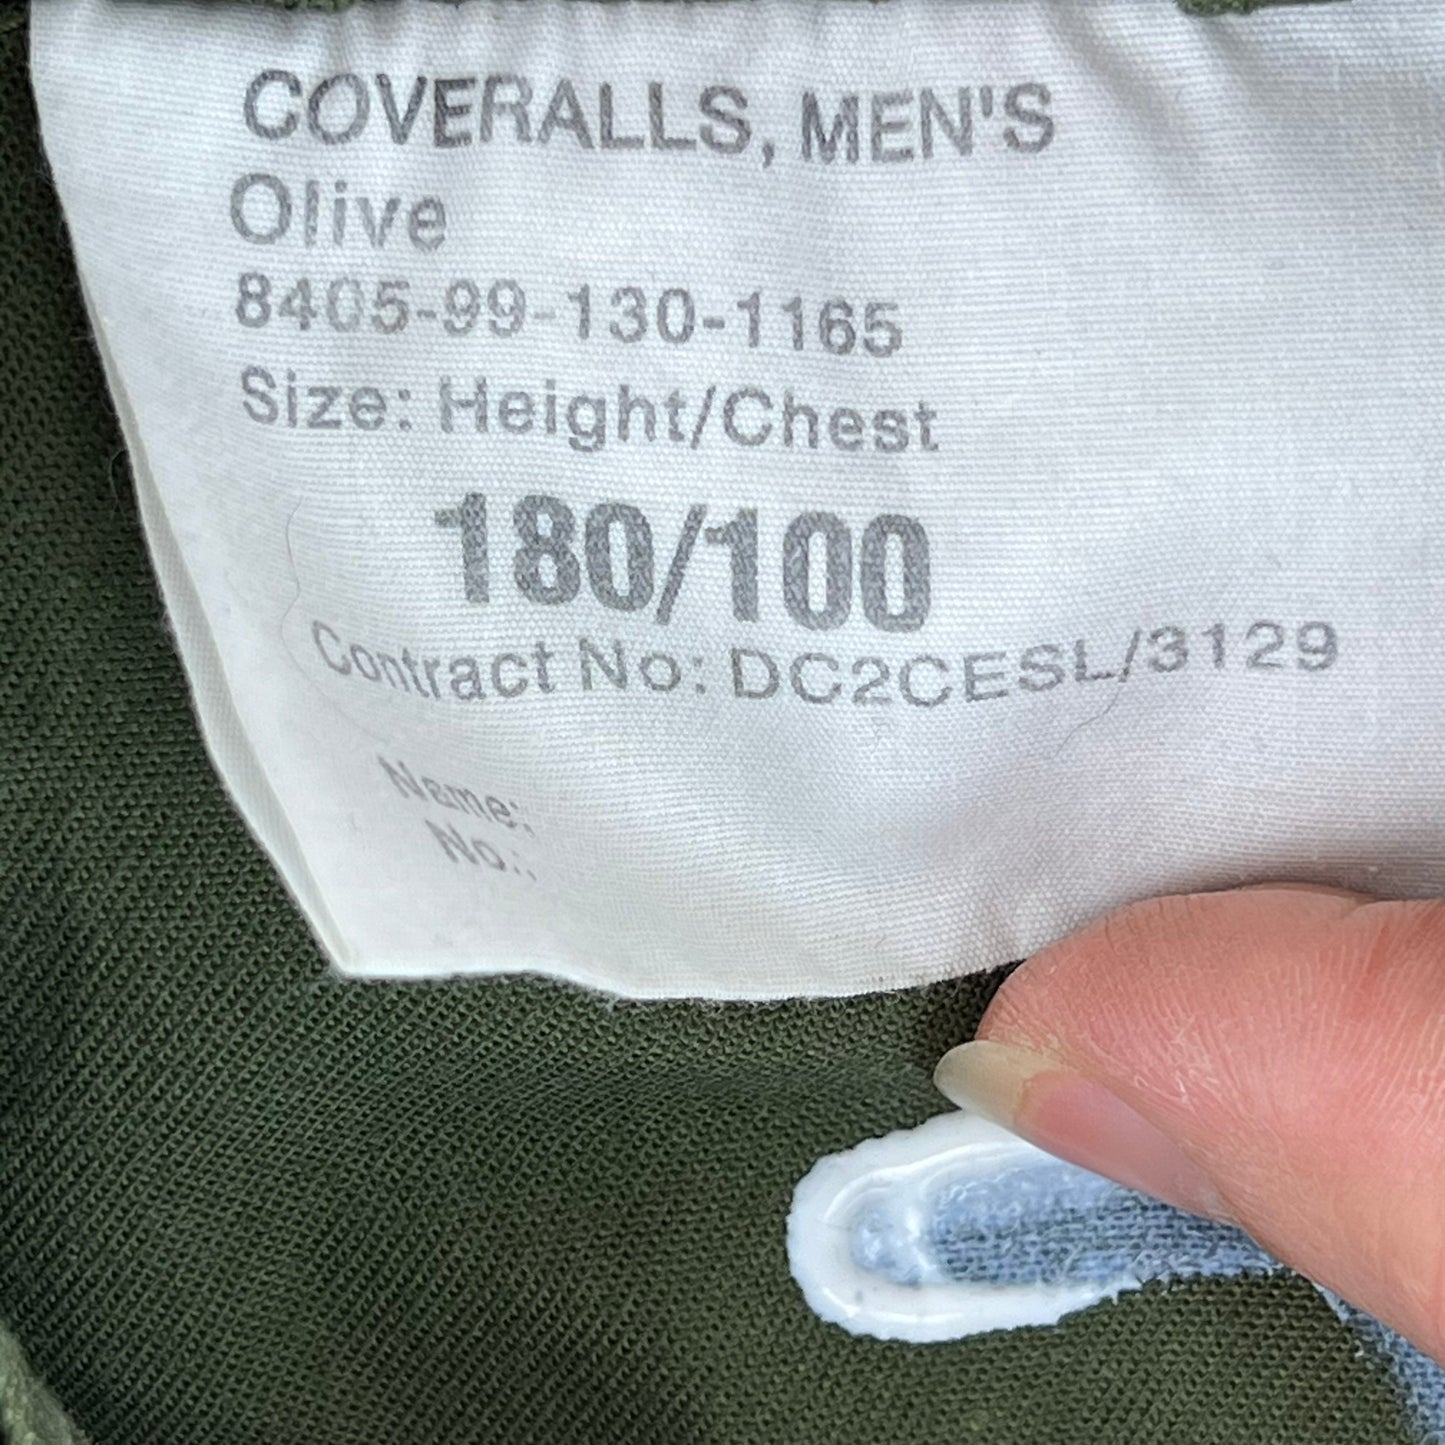 COVERALLS, MEN'S
Olive
8405-99-130-1165
Size: Height/Chest
180/100
Contract No: DC2CESL/3129
Name:
No.: